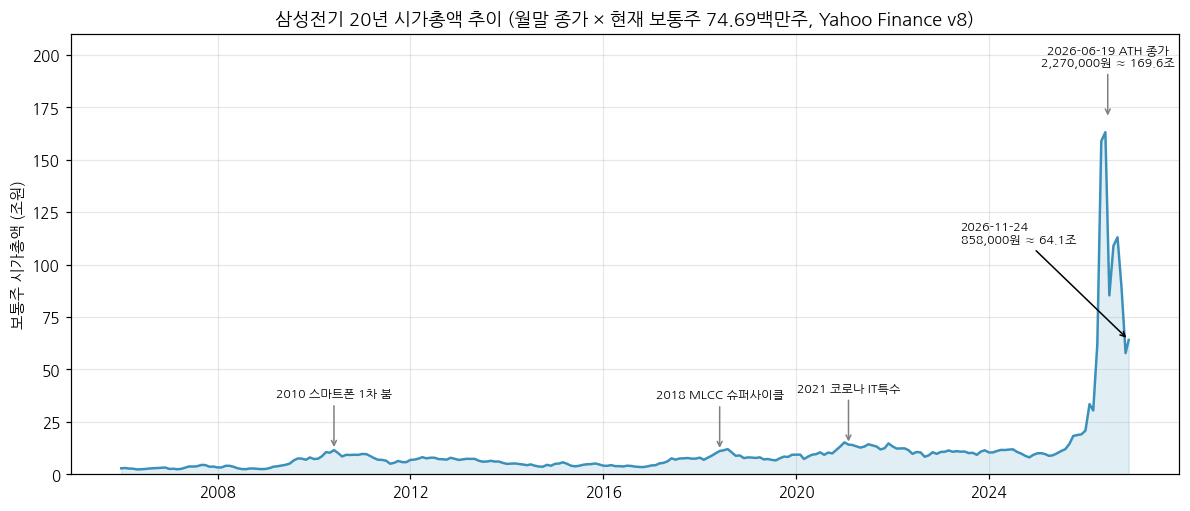 삼성전기 20년 시가총액 추이 (월말 종가 × 현재 보통주 74.69백만주, Yahoo Finance v8)
보통주 시가총액 (조원)
200
175
150
125
100
75
50
25
0
2026-06-19 ATH 종가
2,270,000원 ≈ 169.6조
2026-11-24
858,000원 ≈ 64.1조
2010 스마트폰 1차 붐
2018 MLCC 슈퍼사이클
2021 코로나 IT특수
2008
2012
2016
2020
2024